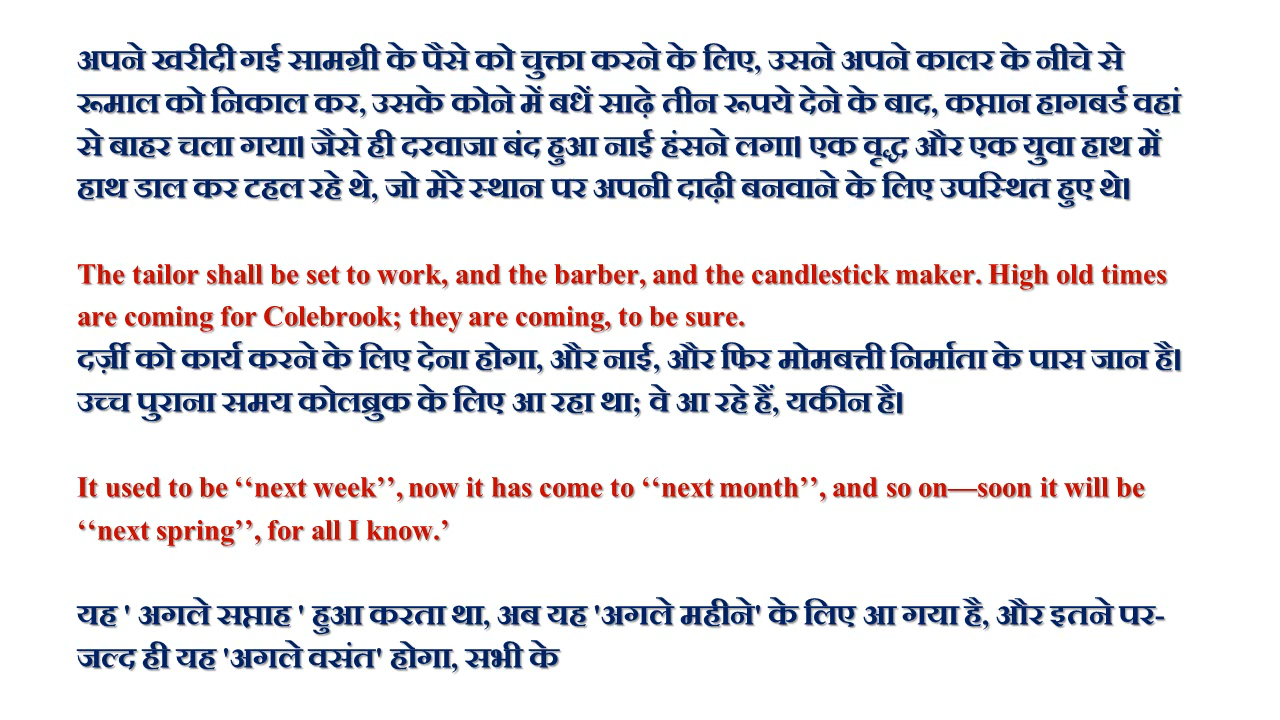 अपने खरीदी गई सामग्री के पैसे को चुक्ता करने के लिए, उसने अपने कालर के नीचे से
रूमाल को निकाल कर, उसके कोने में बधें साढ़े तीन रूपये देने के बाद, कप्तान हागबर्ड वहां
से बाहर चला गया। जैसे ही दरवाजा बंद हुआ नाई हंसने लगा। एक वृद्ध और एक युवा हाथ में
हाथ डाल कर टहल रहे थे, जो मेरे स्थान पर अपनी दाढ़ी बनवाने के लिए उपस्थित हुए थे।
The tailor shall be set to work, and the barber, and the candlestick maker. High old times
are coming for Colebrook; they are coming, to be sure.
दर्ज़ी को कार्य करने के लिए देना होगा, और नाई, और फिर मोमबत्ती निर्माता के पास जान है।
उच्च पुराना समय कोलब्रुक के लिए आ रहा था; वे आ रहे हैं, यकीन है।
It used to be ‘‘next week’’, now it has come to ‘‘next month’’, and so on—soon it will be
‘‘next spring’’, for all I know.’
यह ' अगले सप्ताह ' हुआ करता था, अब यह 'अगले महीने' के लिए आ गया है, और इतने पर-
जल्द ही यह 'अगले वसंत' होगा, सभी के